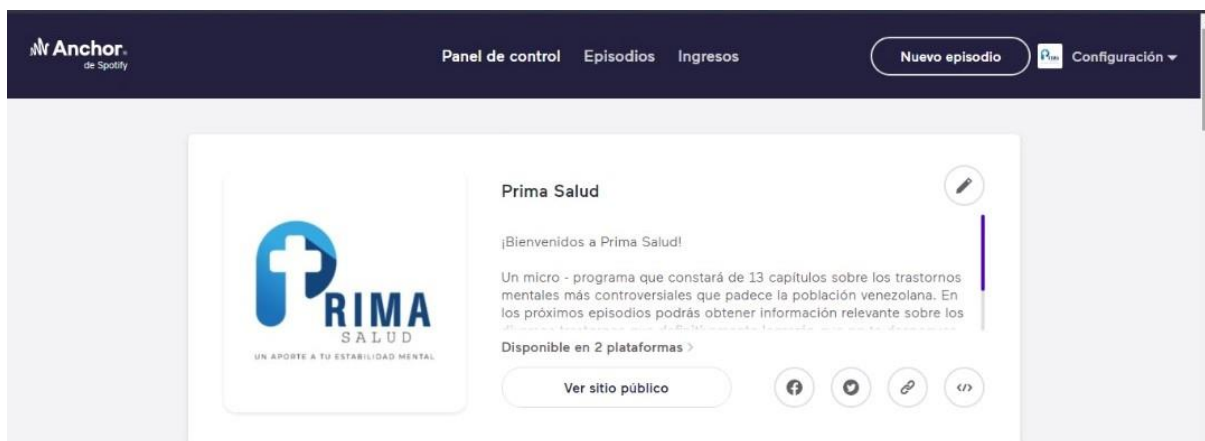 Anchor
de Spotify
Panel de control Episodios Ingresos
Nuevo episodio
Configuración
PRIMA
SALUD
UN APORTE A TU ESTABILIDAD MENTAL
Prima Salud
¡Bienvenidos a Prima Salud!
Un micro - programa que constará de 13 capítulos sobre los trastornos
mentales más controversiales que padece la población venezolana. En
los próximos episodios podrás obtener información relevante sobre los
Disponible en 2 plataformas >
Ver sitio público